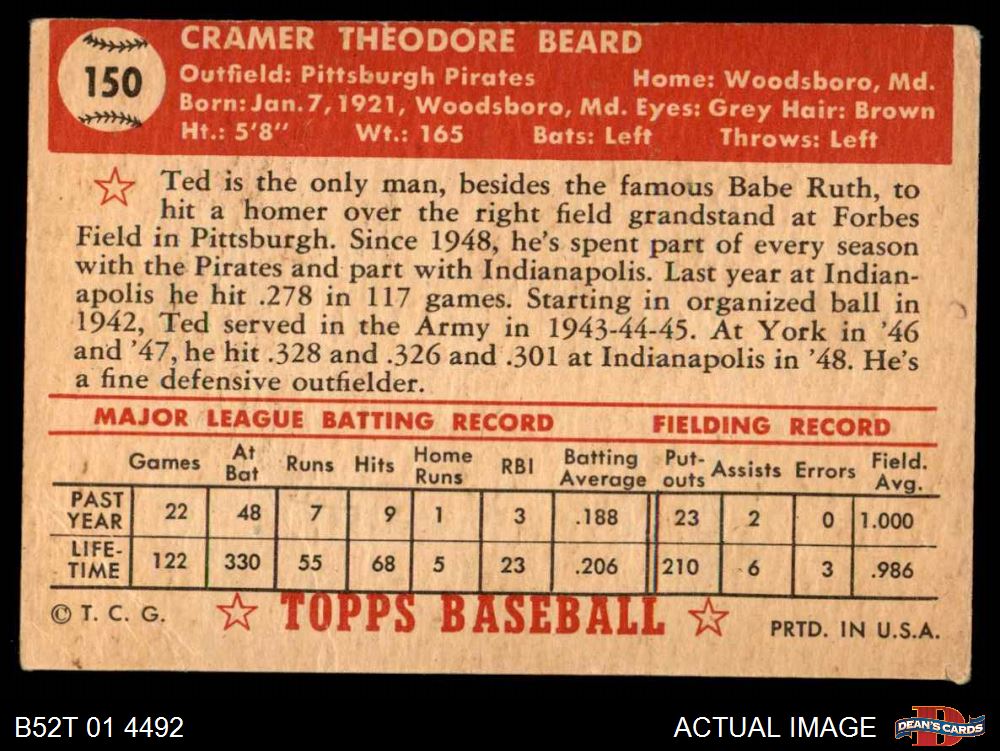 CRAMER THEODORE BEARD
150
Outfield: Pittsburgh Pirates Home: Woodsboro, Md.
Born: Jan. 7, 1921, Woodsboro, Md. Eyes: Grey Hair: Brown
Ht.: 5'8" Wt.: 165 Bats: Left Throws: Left
Ted is the only man, besides the famous Babe Ruth, to
hit a homer over the right field grandstand at Forbes
Field in Pittsburgh. Since 1948, he's spent part of every season
with the Pirates and part with Indianapolis. Last year at Indian-
apolis he hit .278 in 117 games. Starting in organized ball in
1942, Ted served in the Army in 1943-44-45. At York in '46
and '47, he hit .328 and .326 and .301 at Indianapolis in '48. He's
a fine defensive outfielder.
MAJOR LEAGUE BATTING RECORD FIELDING RECORD
Games At Bat Runs Hits Home Runs RBI Batting Average Put-outs Assists Errors Field. Avg.
PAST YEAR 22 48 7 9 1 3 .188 23 2 0 1.000
LIFE-TIME 122 330 55 68 5 23 .206 210 6 3 .986
© T. C. G. TOPPS BASEBALL PRTD. IN U.S.A.
B52T 01 4492 ACTUAL IMAGE DEAN'S CARDS